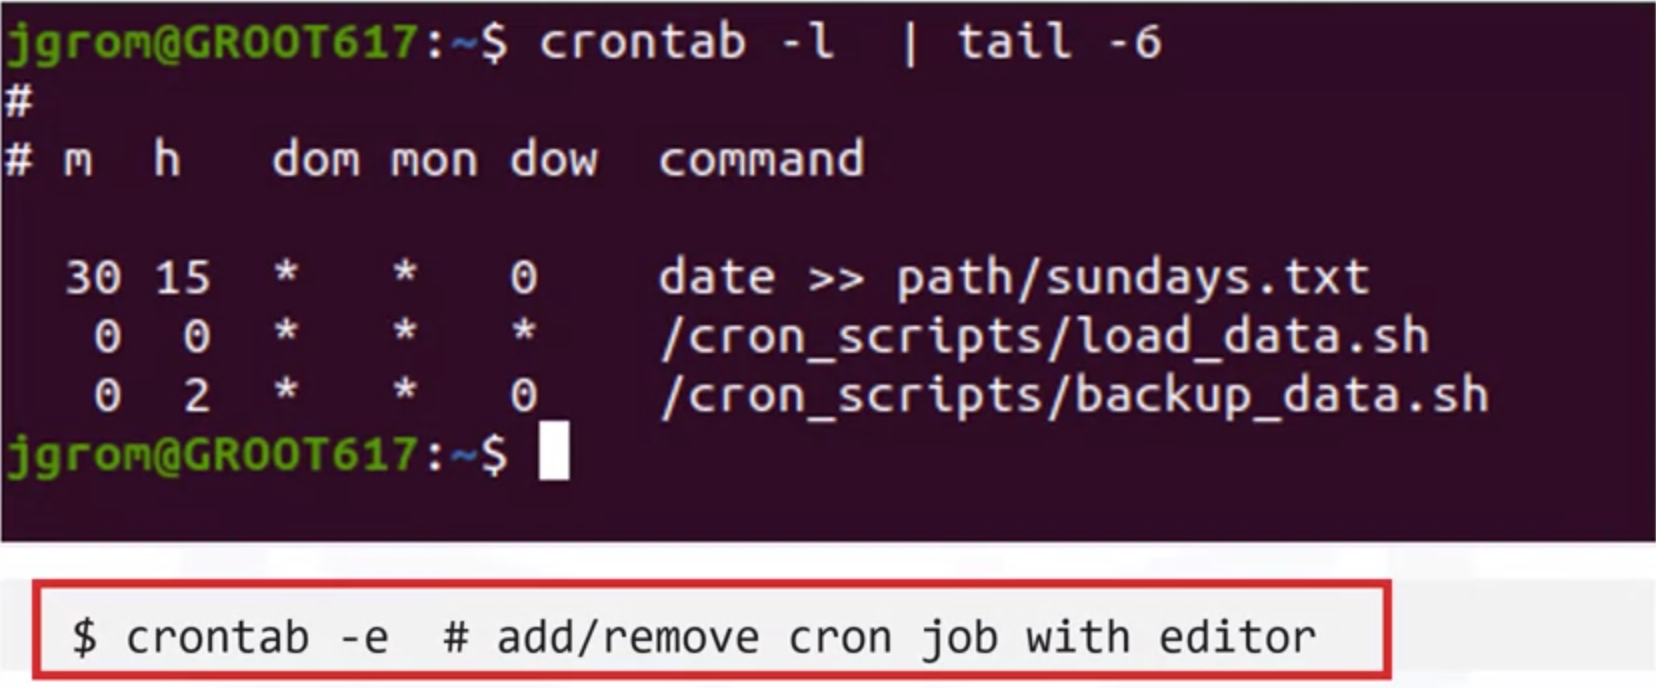 jgrom@GROOT617:~$ crontab -l  | tail -6
#
# m  h   dom mon dow  command
30 15  *   *   0    date >> path/sundays.txt
0  0  *   *   *    /cron_scripts/load_data.sh
0  2  *   *   0    /cron_scripts/backup_data.sh
jgrom@GROOT617:~$
$ crontab -e  # add/remove cron job with editor